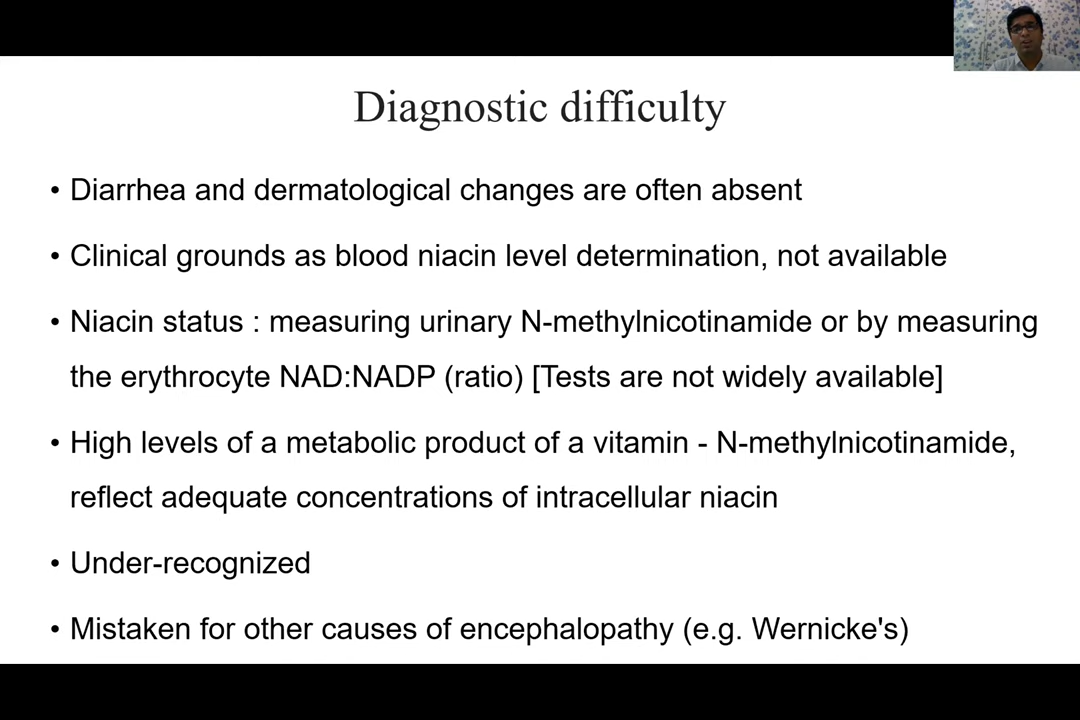 Diagnostic difficulty
• Diarrhea and dermatological changes are often absent
• Clinical grounds as blood niacin level determination, not available
• Niacin status : measuring urinary N-methylnicotinamide or by measuring
the erythrocyte NAD:NADP (ratio) [Tests are not widely available]
• High levels of a metabolic product of a vitamin - N-methylnicotinamide,
reflect adequate concentrations of intracellular niacin
• Under-recognized
• Mistaken for other causes of encephalopathy (e.g. Wernicke's)